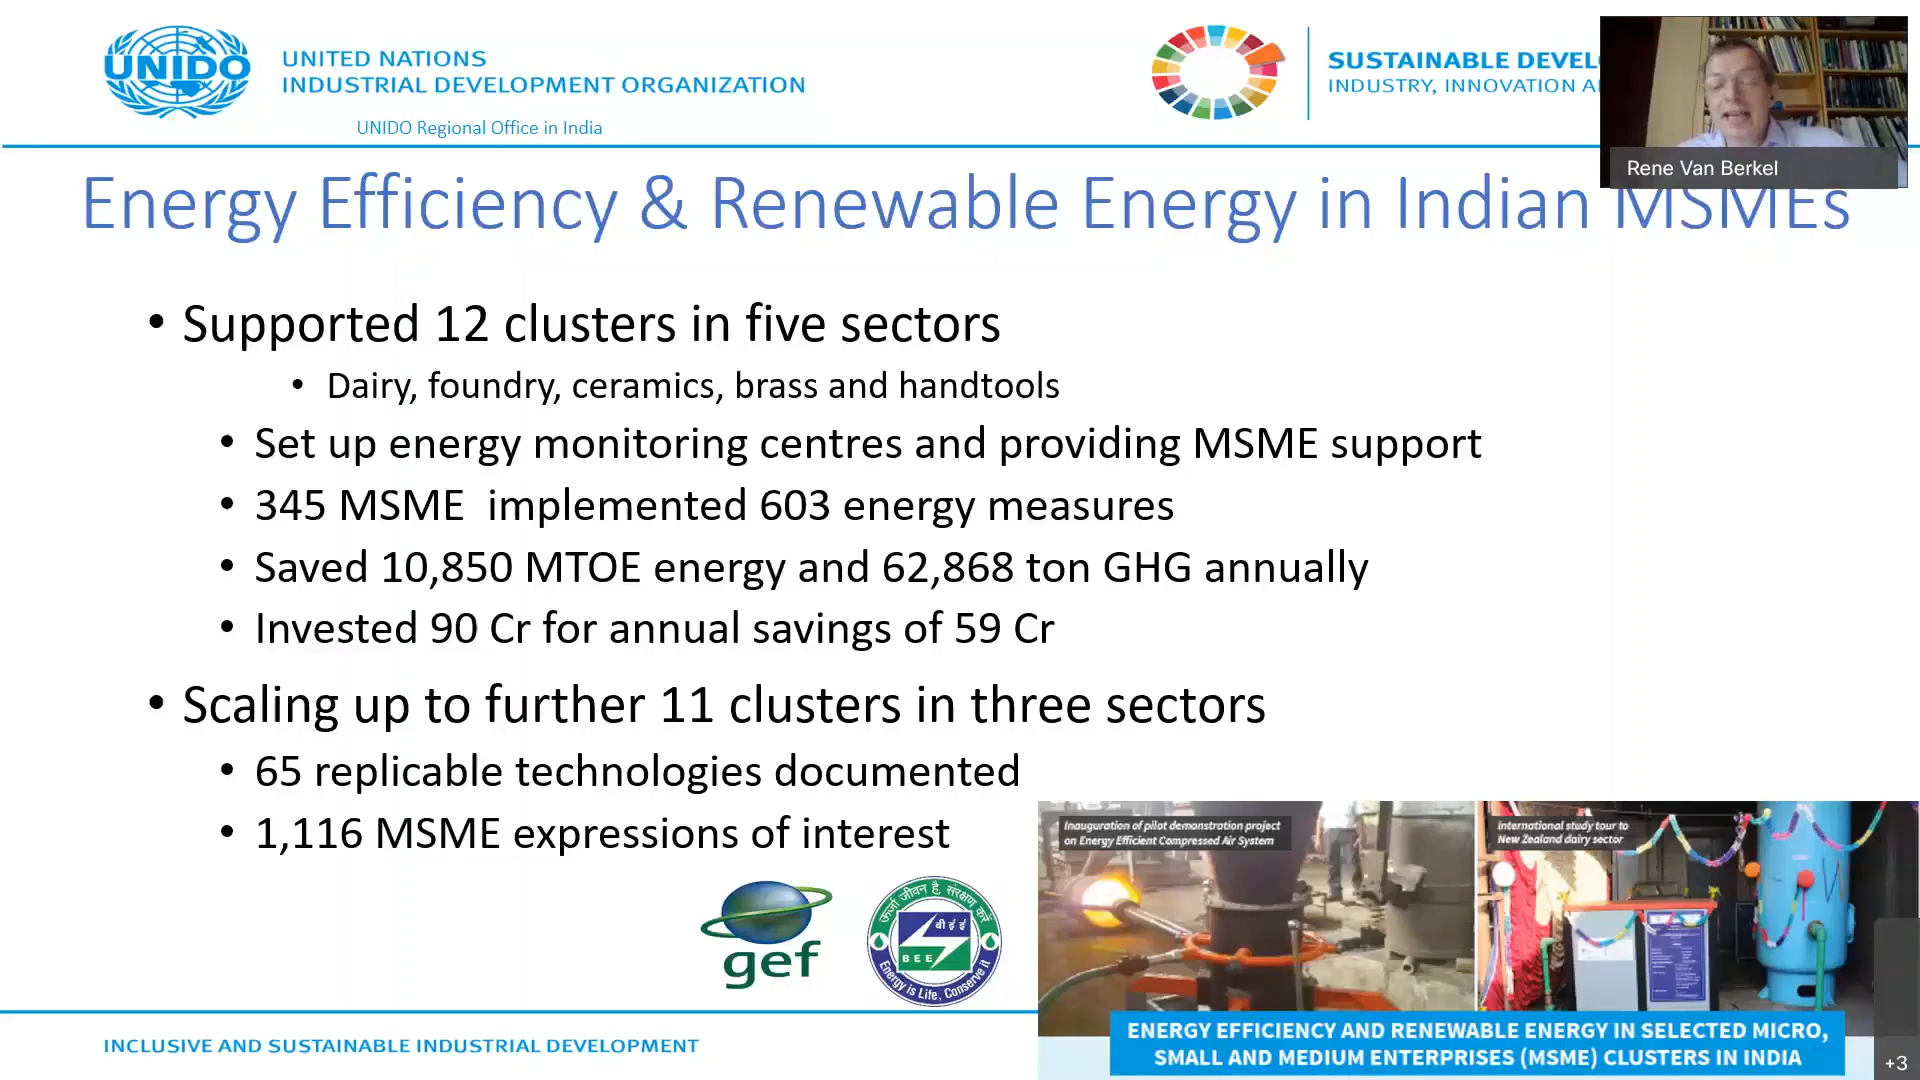 UNIDO
UNITED NATIONS
INDUSTRIAL DEVELOPMENT ORGANIZATION
UNIDO Regional Office in India
SUSTAINABLE DEVEL
INDUSTRY, INNOVATION A
Rene Van Berkel
Energy Efficiency & Renewable Energy in Indian MSMEs
• Supported 12 clusters in five sectors
• Dairy, foundry, ceramics, brass and handtools
• Set up energy monitoring centres and providing MSME support
• 345 MSME implemented 603 energy measures
• Saved 10,850 MTOE energy and 62,868 ton GHG annually
• Invested 90 Cr for annual savings of 59 Cr
• Scaling up to further 11 clusters in three sectors
• 65 replicable technologies documented
• 1,116 MSME expressions of interest
gef
ऊर्जा जीवन है, संरक्षण करें
बी ई ई
BEE
Energy is Life, Conserve it
Inauguration of pilot demonstration project
on Energy Efficient Compressed Air System
International study tour to
New Zealand dairy sector
ENERGY EFFICIENCY AND RENEWABLE ENERGY IN SELECTED MICRO,
SMALL AND MEDIUM ENTERPRISES (MSME) CLUSTERS IN INDIA
INCLUSIVE AND SUSTAINABLE INDUSTRIAL DEVELOPMENT
+3